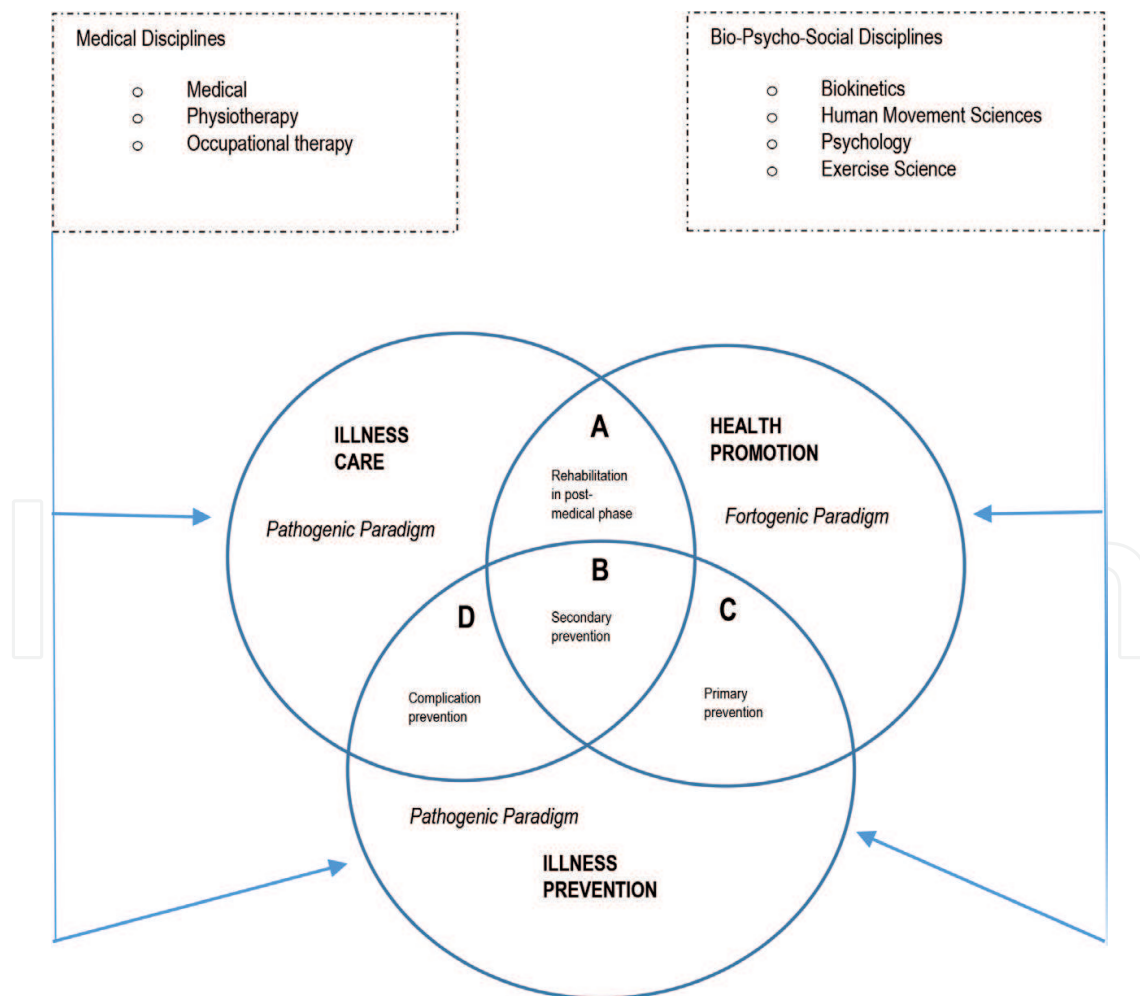 Medical Disciplines
o Medical
o Physiotherapy
o Occupational therapy
Bio-Psycho-Social Disciplines
o Biokinetics
o Human Movement Sciences
o Psychology
o Exercise Science
ILLNESS
CARE
Pathogenic Paradigm
A
Rehabilitation
in post-
medical phase
HEALTH
PROMOTION
Fortogenic Paradigm
B
Secondary
prevention
D
Complication
prevention
C
Primary
prevention
Pathogenic Paradigm
ILLNESS
PREVENTION